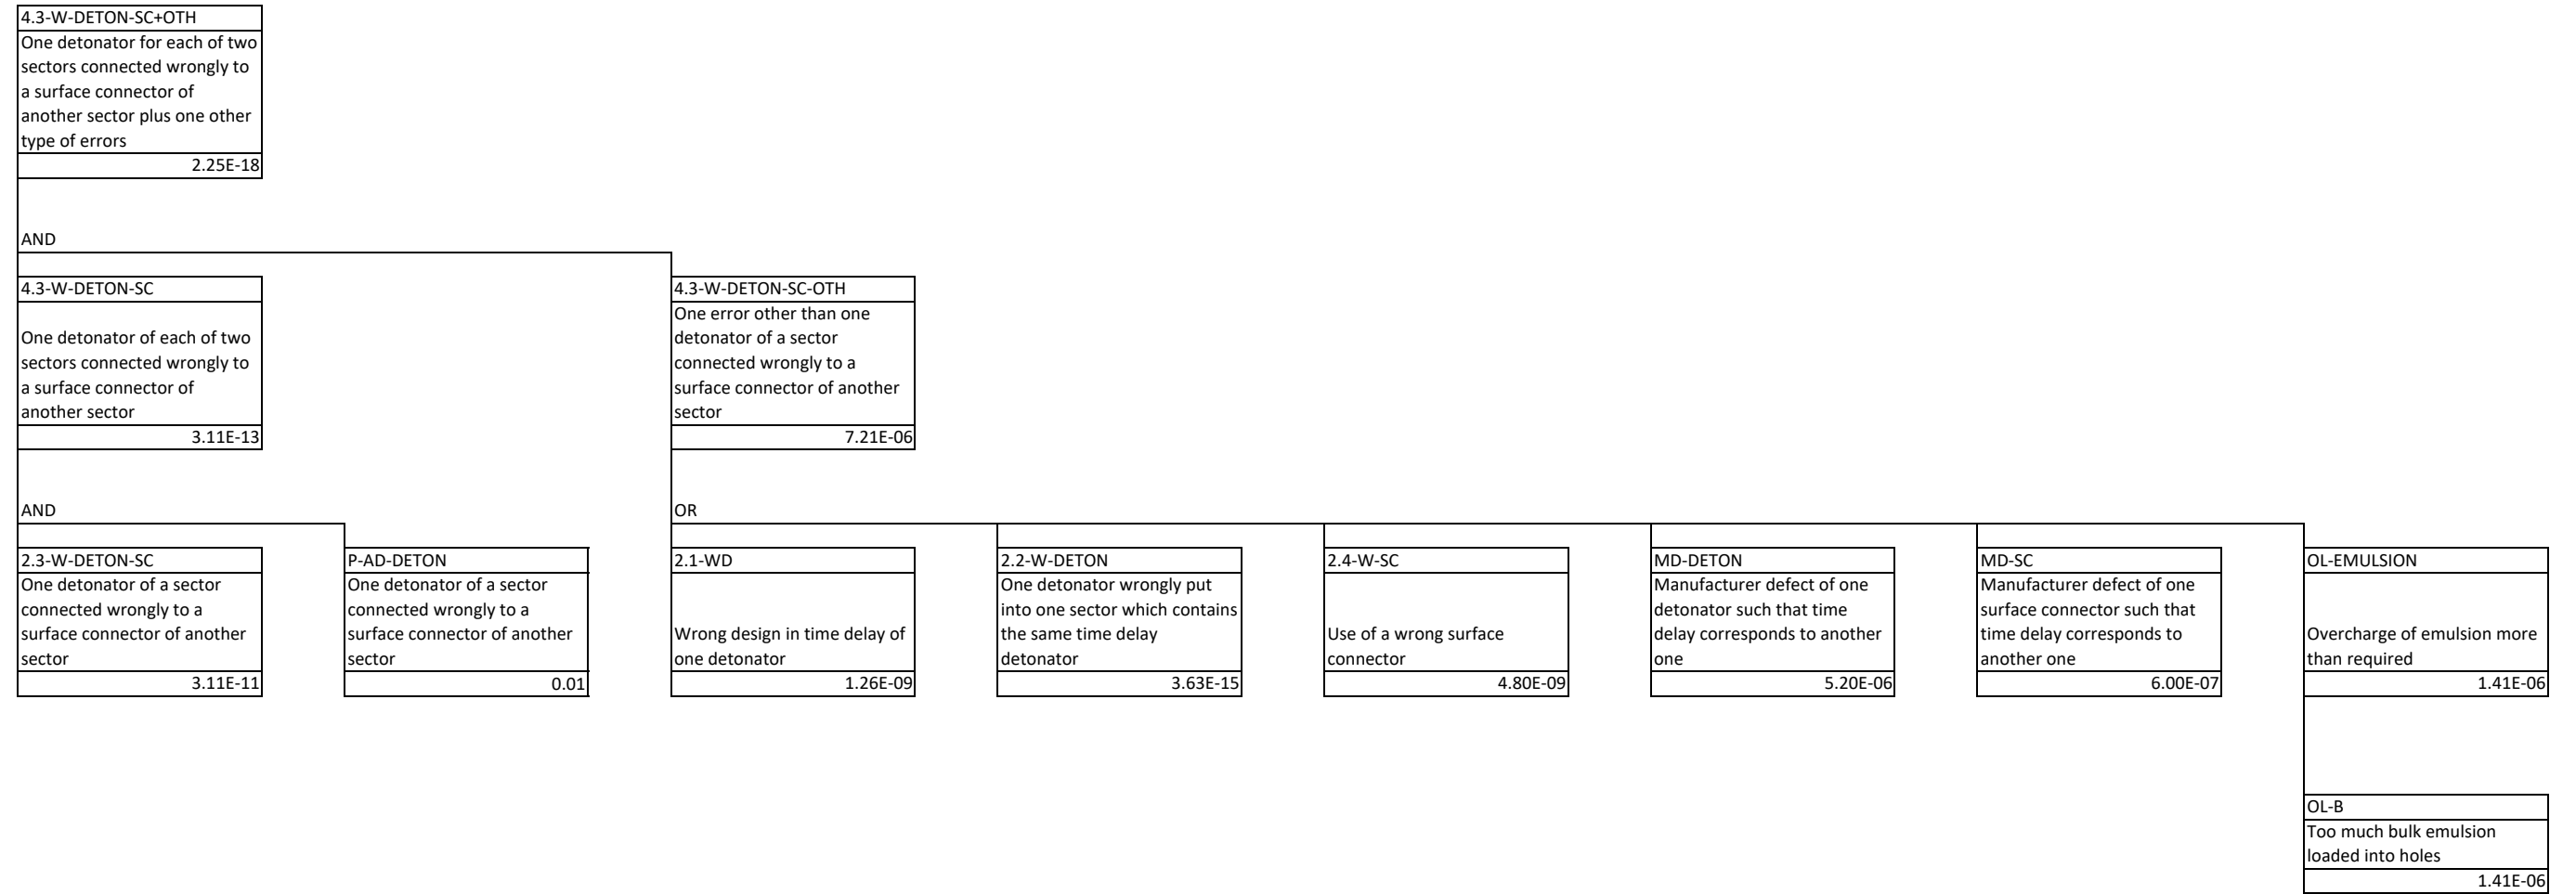 4.3-W-DETON-SC+OTH
One detonator for each of two
sectors connected wrongly to
a surface connector of
another sector plus one other
type of errors
2.25E-18
AND
4.3-W-DETON-SC
One detonator of each of two
sectors connected wrongly to
a surface connector of
another sector
3.11E-13
4.3-W-DETON-SC-OTH
One error other than one
detonator of a sector
connected wrongly to a
surface connector of another
sector
7.21E-06
AND
OR
2.3-W-DETON-SC
One detonator of a sector
connected wrongly to a
surface connector of another
sector
3.11E-11
P-AD-DETON
One detonator of a sector
connected wrongly to a
surface connector of another
sector
0.01
2.1-WD
Wrong design in time delay of
one detonator
1.26E-09
2.2-W-DETON
One detonator wrongly put
into one sector which contains
the same time delay
detonator
3.63E-15
2.4-W-SC
Use of a wrong surface
connector
4.80E-09
MD-DETON
Manufacturer defect of one
detonator such that time
delay corresponds to another
one
5.20E-06
MD-SC
Manufacturer defect of one
surface connector such that
time delay corresponds to
another one
6.00E-07
OL-EMULSION
Overcharge of emulsion more
than required
1.41E-06
OL-B
Too much bulk emulsion
loaded into holes
1.41E-06